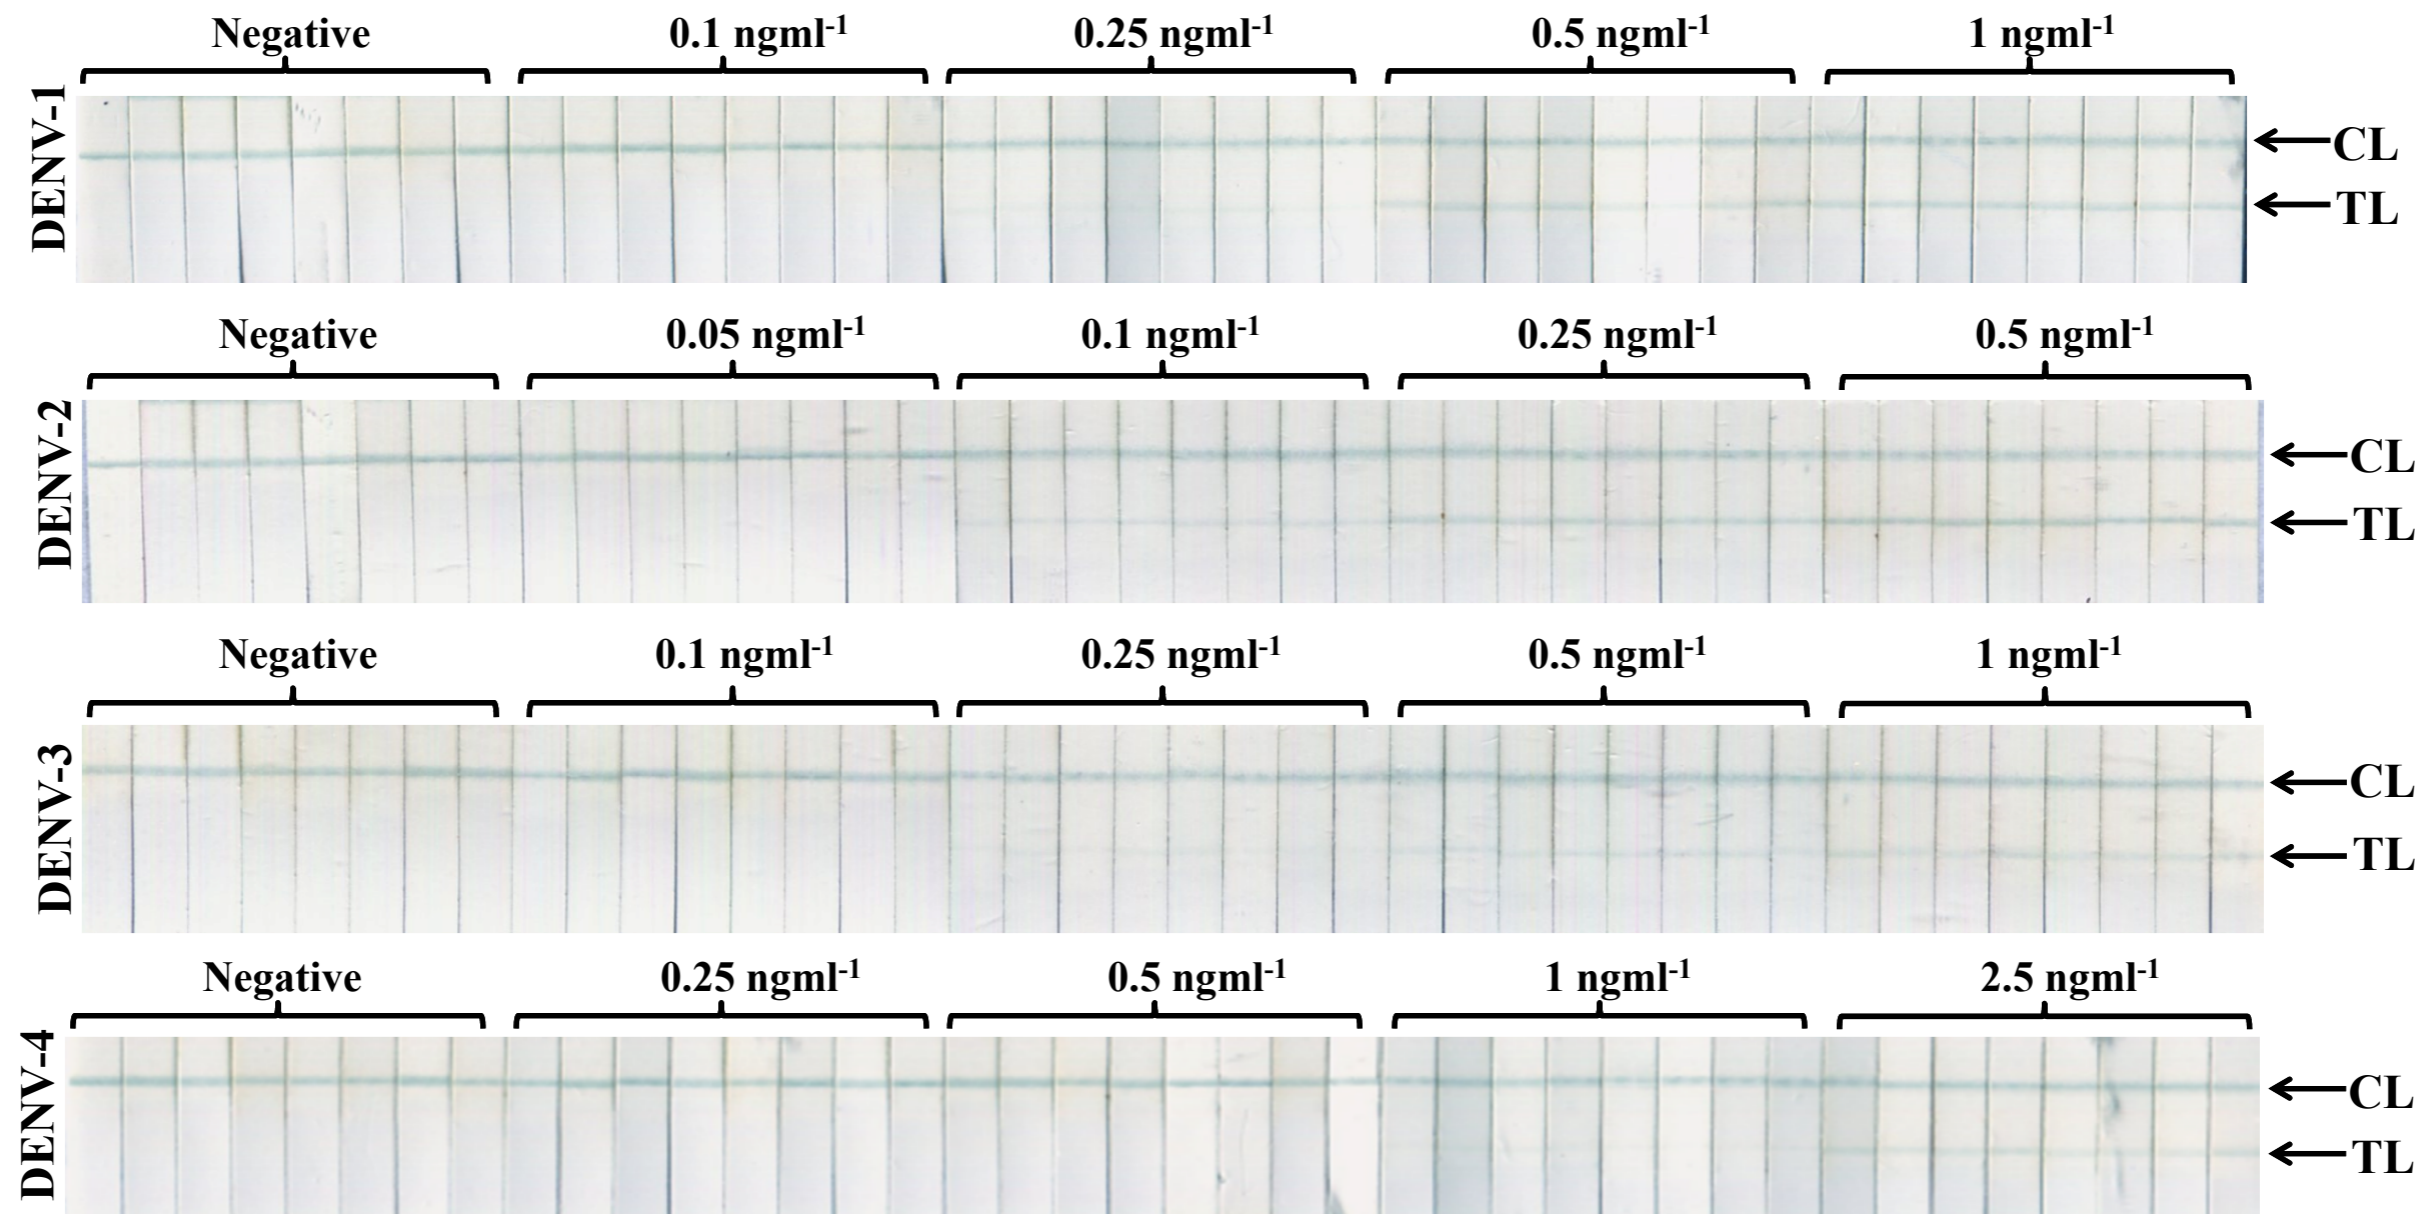 Negative 0.1 ngml⁻¹ 0.25 ngml⁻¹ 0.5 ngml⁻¹ 1 ngml⁻¹
DENV-1
CL
TL
Negative 0.05 ngml⁻¹ 0.1 ngml⁻¹ 0.25 ngml⁻¹ 0.5 ngml⁻¹
DENV-2
CL
TL
Negative 0.1 ngml⁻¹ 0.25 ngml⁻¹ 0.5 ngml⁻¹ 1 ngml⁻¹
DENV-3
CL
TL
Negative 0.25 ngml⁻¹ 0.5 ngml⁻¹ 1 ngml⁻¹ 2.5 ngml⁻¹
DENV-4
CL
TL